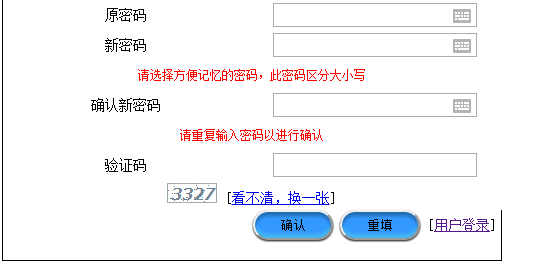 原密码
新密码
请选择方便记忆的密码，此密码区分大小写
确认新密码
请重复输入密码以进行确认
验证码
3327 [看不清，换一张]
确认 重填 [用户登录]